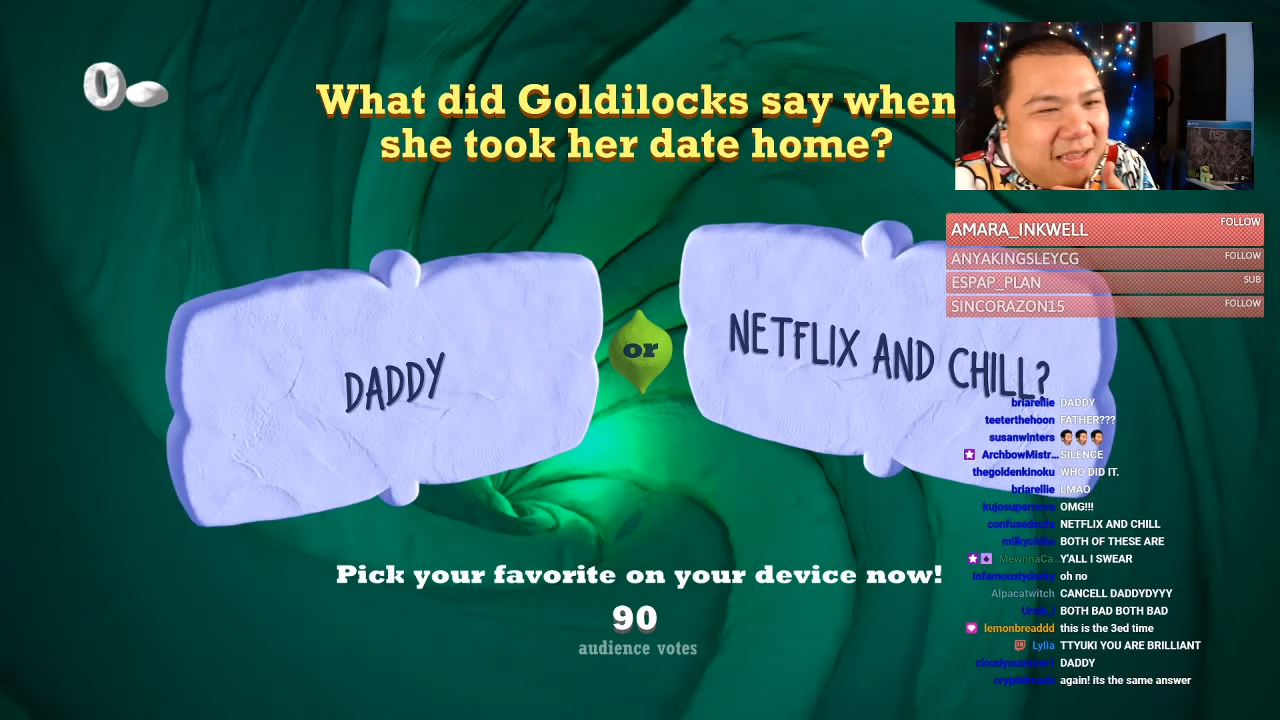 0
What did Goldilocks say when
she took her date home?
DADDY
or
NETFLIX AND CHILL?
AMARA_INKWELL FOLLOW
ANYAKINGSLEYCG FOLLOW
ESPAP_PLAN SUB
SINCORAZON15 FOLLOW
briarellie DADDY
teeterthehoon FATHER???
susanwinters
ArchbowMistr... SILENCE
thegoldenkinoku WHO DID IT.
briarellie LMAO
OMG!!!
NETFLIX AND CHILL
BOTH OF THESE ARE
MewnnaCa... Y'ALL I SWEAR
oh no
Alpacatwitch CANCELL DADDYDYYY
BOTH BAD BOTH BAD
lemonbreaddd this is the 3ed time
Lylia TTYUKI YOU ARE BRILLIANT
DADDY
again! its the same answer
Pick your favorite on your device now!
90
audience votes